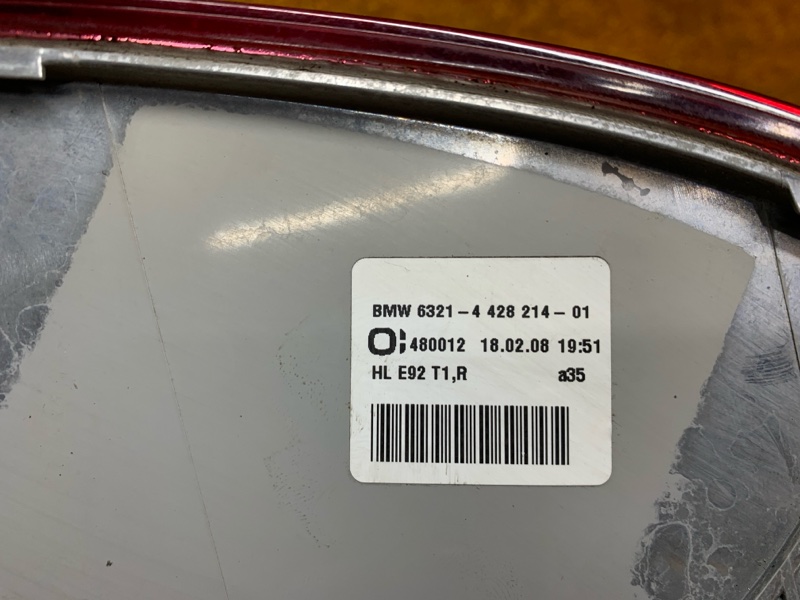 BMW 6321-4 428 214-01
480012 18.02.08 19:51
HL E92 T1,R a35